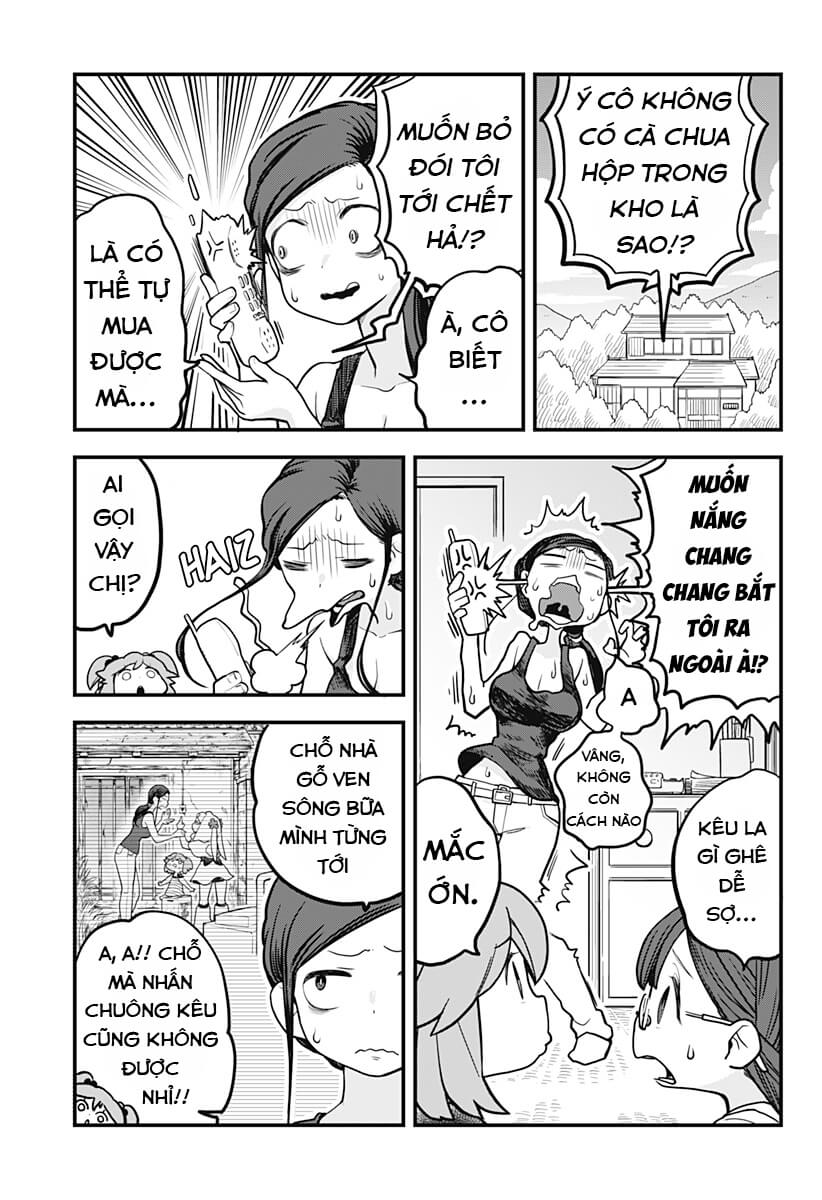 Ý CÔ KHÔNG
CÓ CÀ CHUA
HỘP TRONG
KHO LÀ
SAO!?
MUỐN BỎ
ĐÓI TÔI
TỚI CHẾT
HẢ!?
À, CÔ
BIẾT
...
LÀ CÓ
THỂ TỰ
MUA
ĐƯỢC
MÀ...
MUỐN
NẮNG
CHANG
CHANG BẮT
TÔI RA
NGOÀI À!?
A
VÂNG,
KHÔNG
CÒN
CÁCH NÀO
KÊU LA
GÌ GHÊ
DỄ
SỢ...
MẮC
ỚN.
HAIZ
AI
GỌI
VẬY
CHỊ?
CHỖ NHÀ
GỖ VEN
SÔNG BỮA
MÌNH TỪNG
TỚI
A, A!! CHỖ
MÀ NHẤN
CHUÔNG KÊU
CŨNG KHÔNG
ĐƯỢC
NHỈ!!